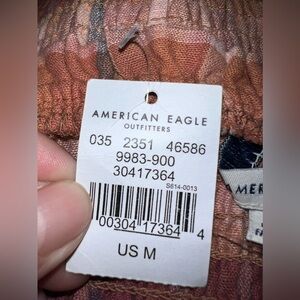 AMERICAN EAGLE
OUTFITTERS
035 2351 46586
9983-900
30417364
S614-0013
00304 17364 4
US M
AMER